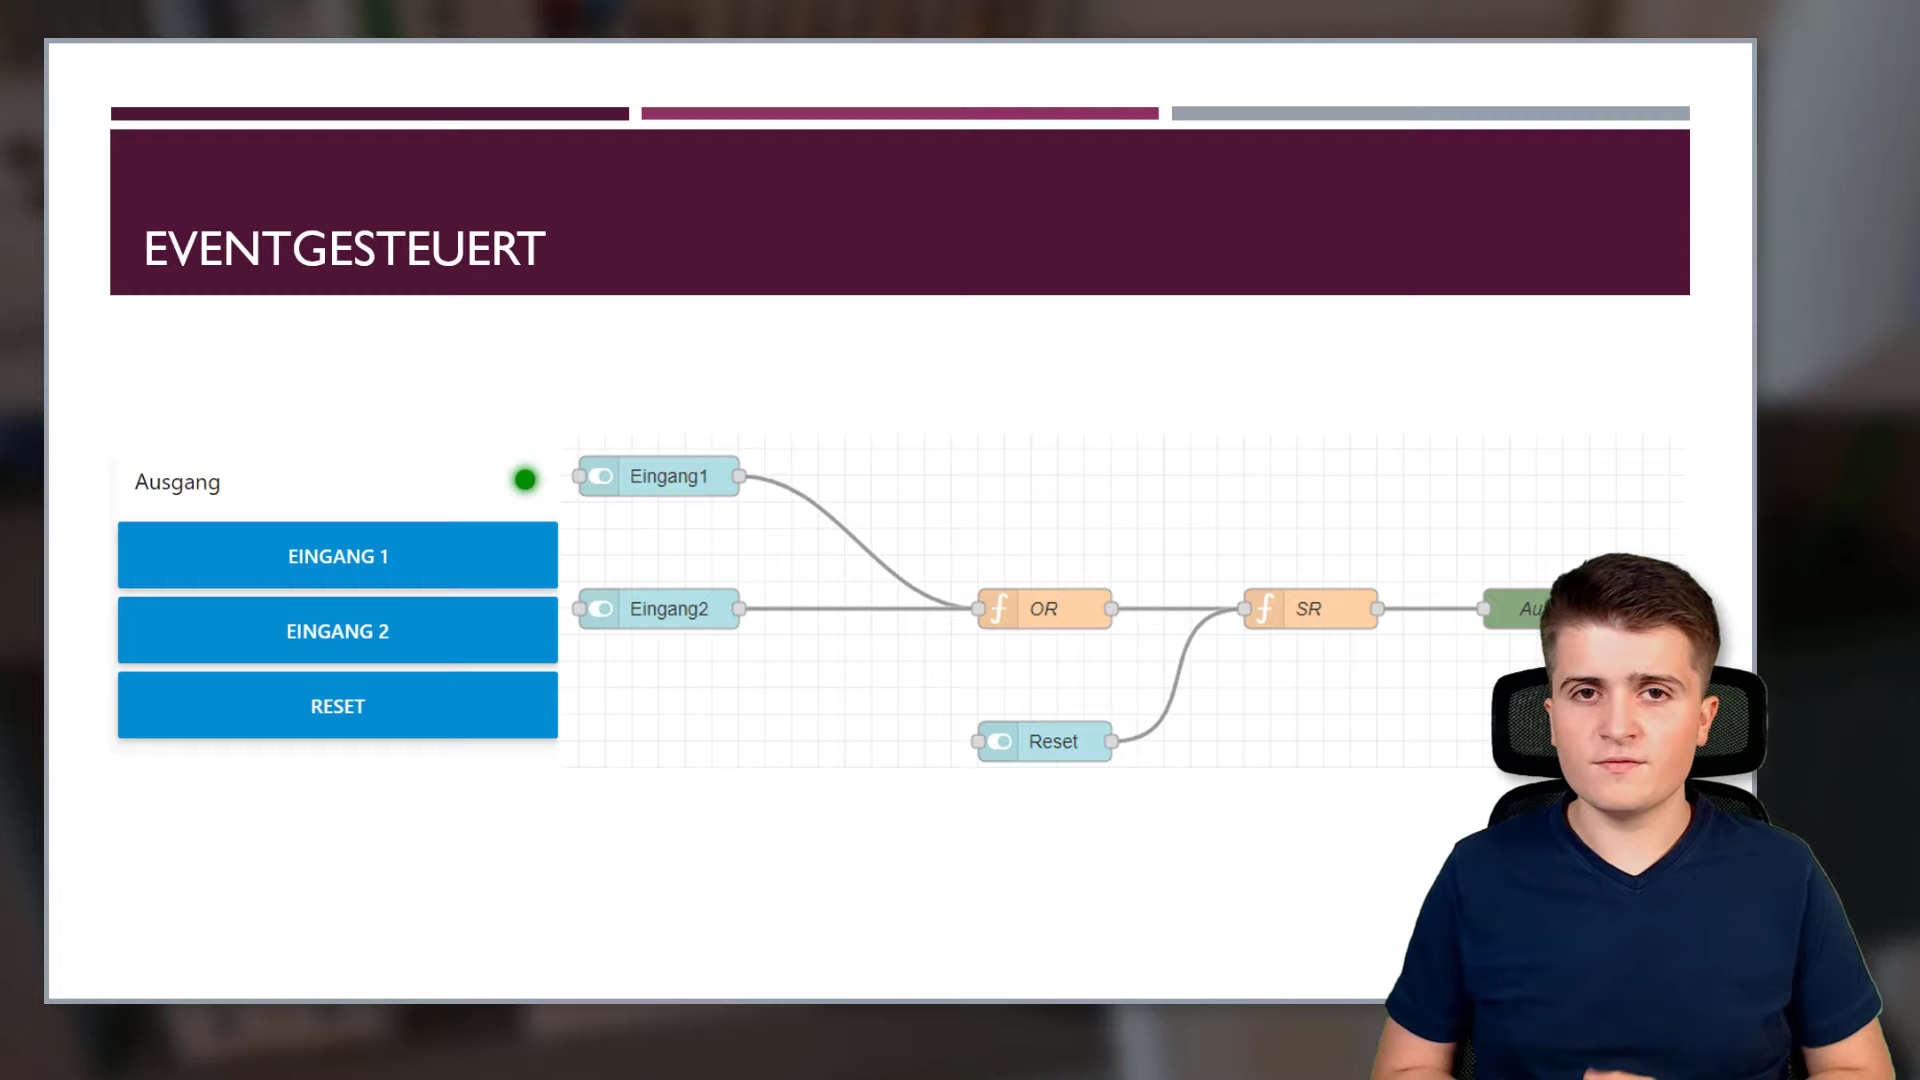 EVENTGESTEUERT
Ausgang
EINGANG 1
EINGANG 2
RESET
Eingang1
Eingang2
OR
SR
Reset